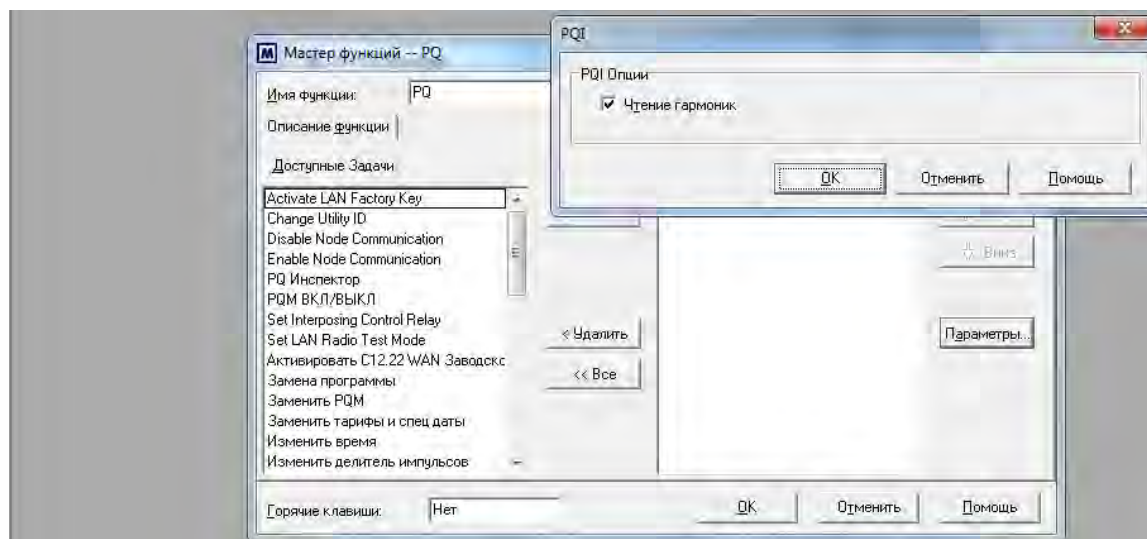 PQI
PQI Опции
Чтение гармоник
OK
Отменить
Помощь
Мастер функций -- PQ
Имя функции:
PQ
Описание функции
Доступные Задачи
Activate LAN Factory Key
Change Utility ID
Disable Node Communication
Enable Node Communication
PQ Инспектор
PQM ВКЛ/ВЫКЛ
Set Interposing Control Relay
Set LAN Radio Test Mode
Активировать C12.22 WAN Заводскс
Замена программы
Заменить PQM
Заменить тарифы и спец даты
Изменить время
Изменить делитель импульсов
< Удалить
<< Все
Вниз
Параметры...
Горячие клавиши:
Нет
OK
Отменить
Помощь